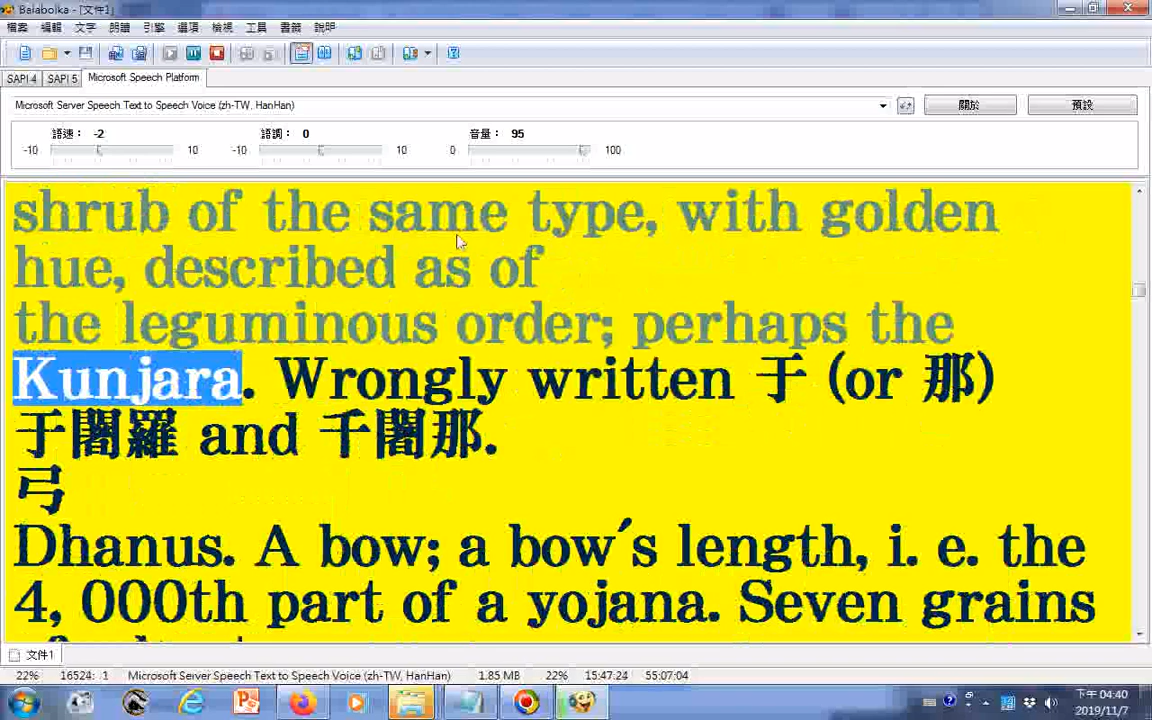 Balabolka - [文件1]
檔案 編輯 文字 朗讀 引擎 選項 檢視 工具 書籤 說明
SAPI 4 SAPI 5 Microsoft Speech Platform
Microsoft Server Speech Text to Speech Voice (zh-TW, HanHan) 關於 預設
語速： -2 語調： 0 音量： 95
-10 10 -10 10 0 100
shrub of the same type, with golden
hue, described as of
the leguminous order; perhaps the
Kunjara. Wrongly written 于 (or 那)
于闍羅 and 千闍那.
弓
Dhanus. A bow; a bow's length, i. e. the
4, 000th part of a yojana. Seven grains
文件1
22% 16524: 1 Microsoft Server Speech Text to Speech Voice (zh-TW, HanHan) 1.85 MB 22% 15:47:24 55:07:04
下午 04:40
2019/11/7